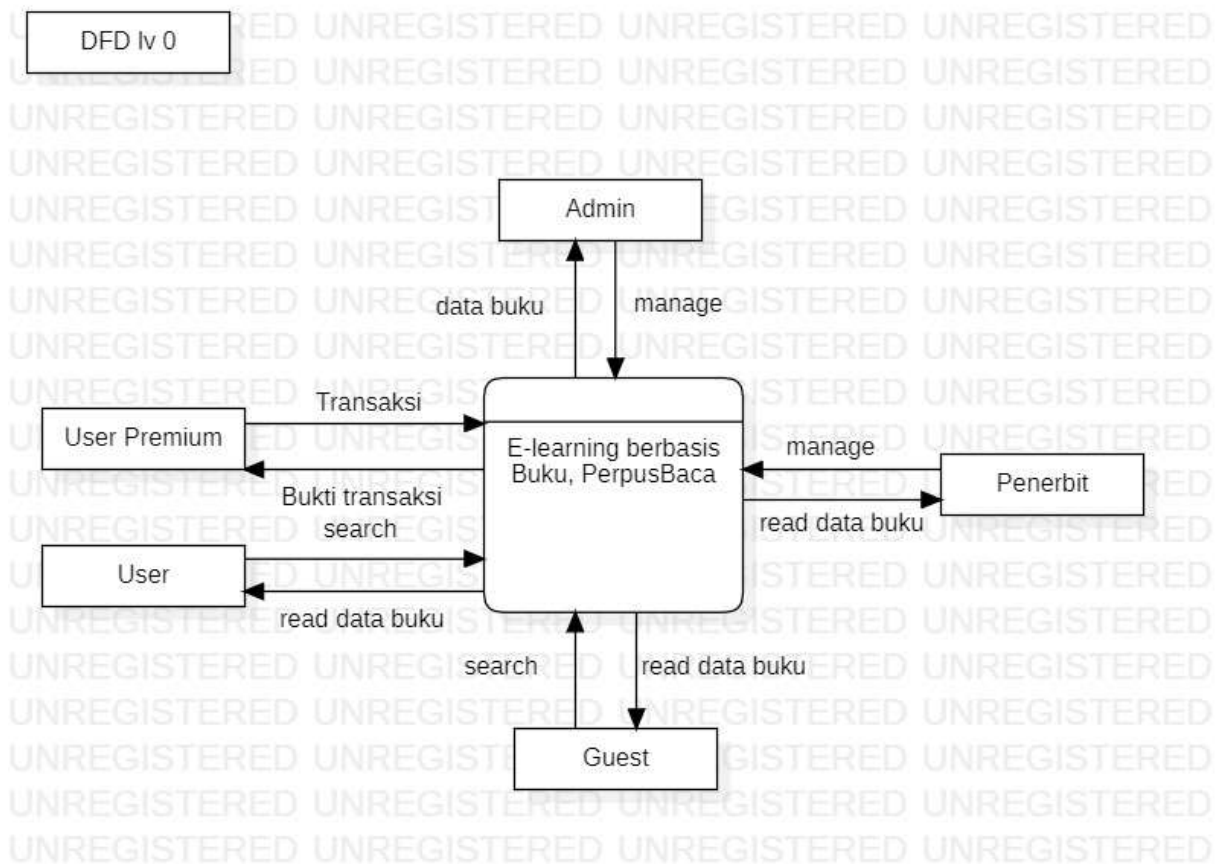 DFD lv 0
Admin
data buku
manage
Transaksi
User Premium
Bukti transaksi
E-learning berbasis
Buku, PerpusBaca
manage
Penerbit
read data buku
search
User
read data buku
search
read data buku
Guest
UNREGISTERED